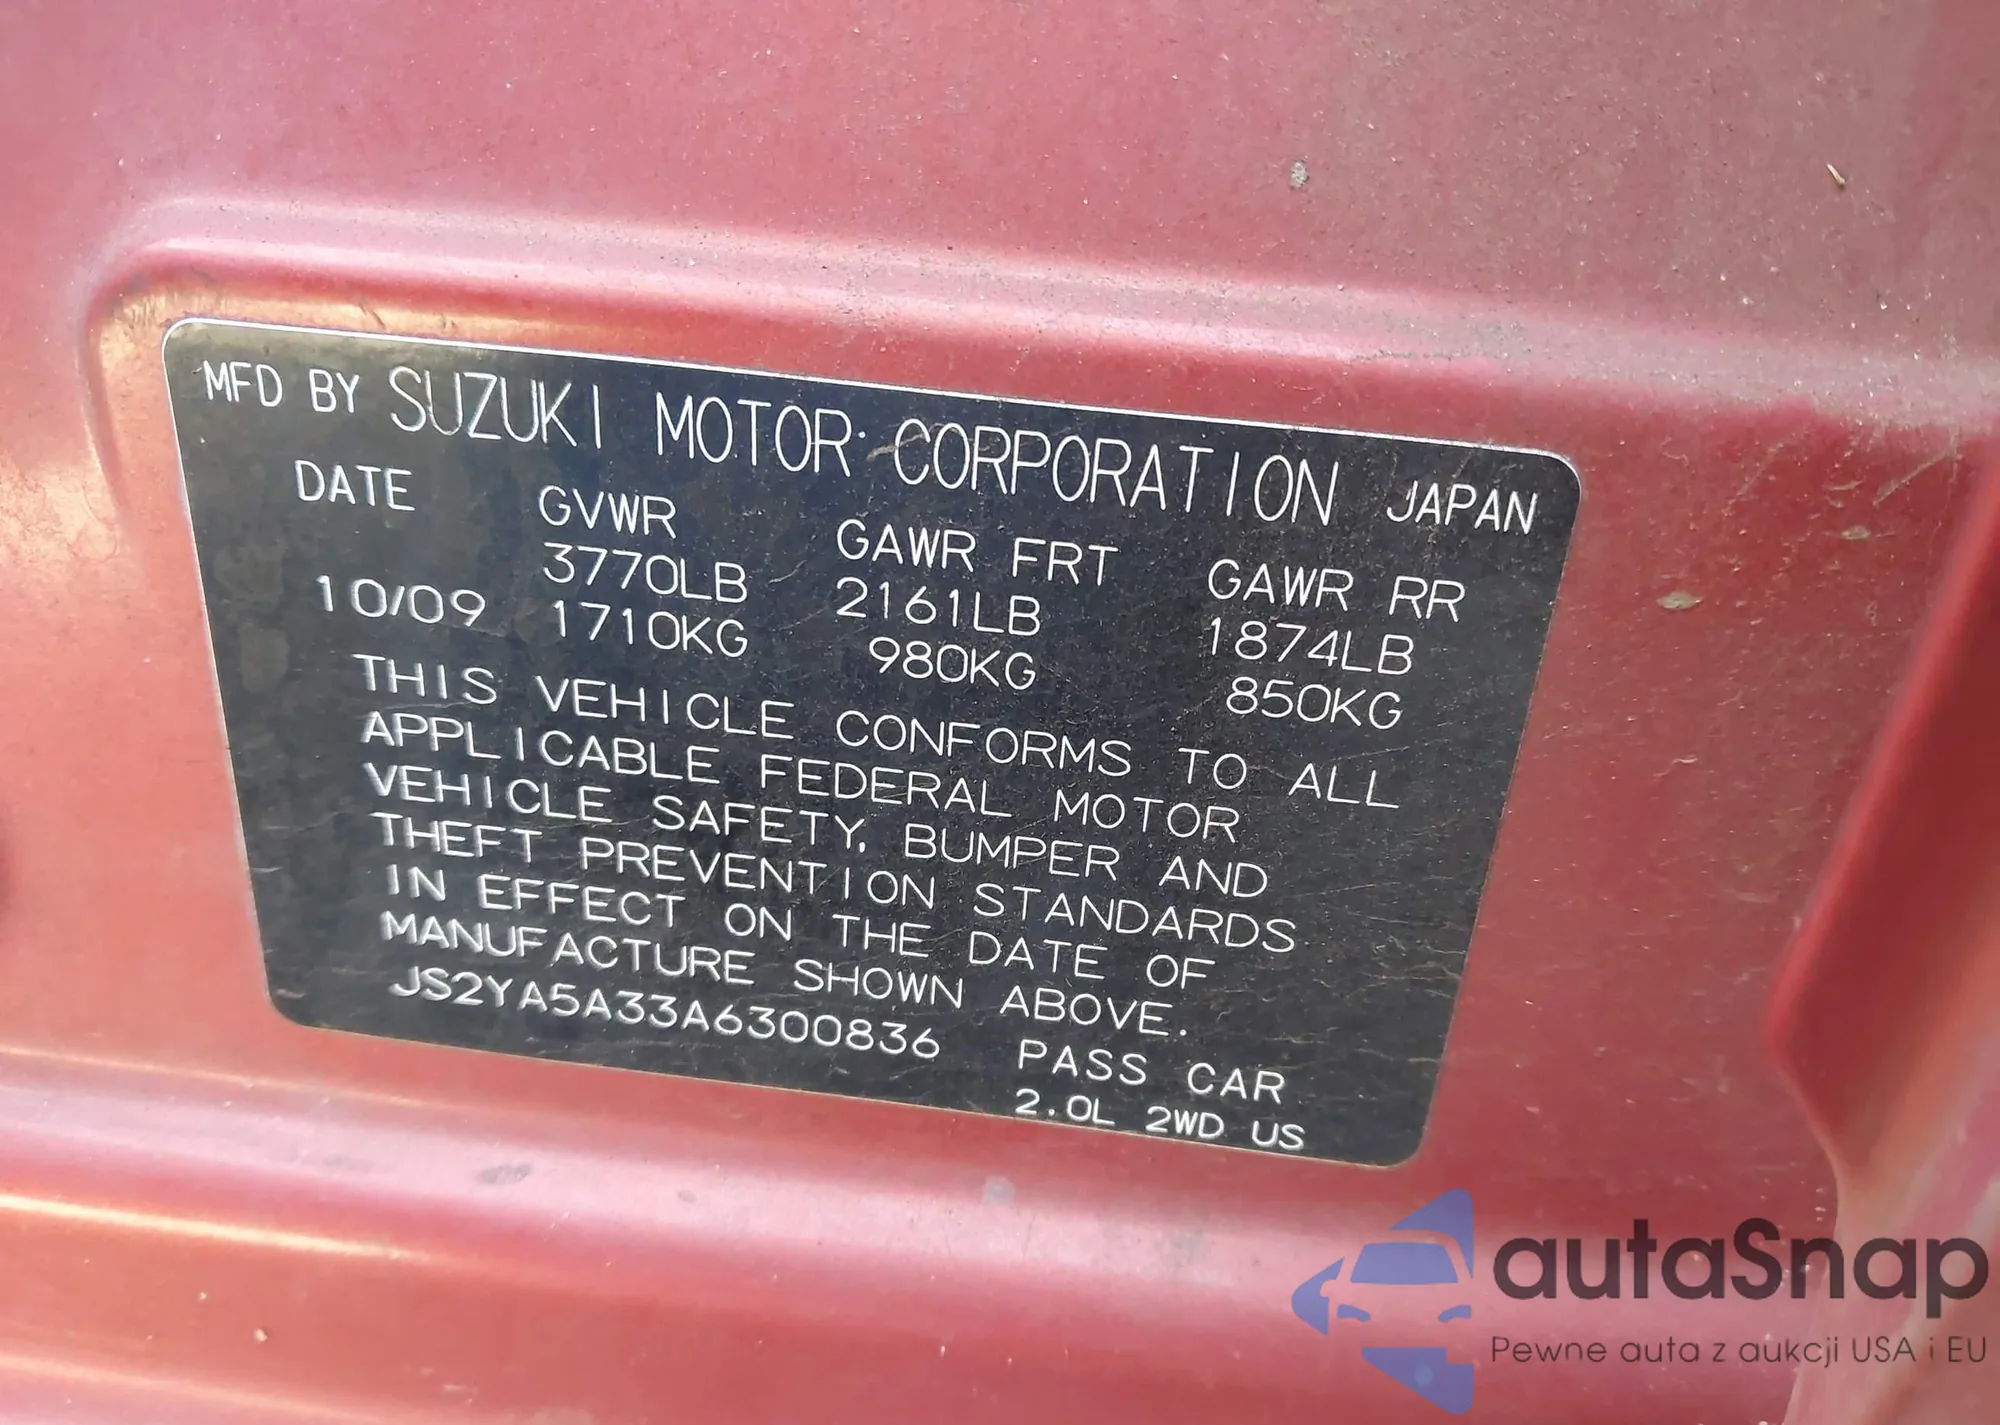 MFD BY SUZUKI MOTOR CORPORATION JAPAN
DATE GVWR GAWR FRT GAWR RR
3770LB 2161LB 1874LB
10/09 1710KG 980KG 850KG
THIS VEHICLE CONFORMS TO ALL
APPLICABLE FEDERAL MOTOR
VEHICLE SAFETY, BUMPER AND
THEFT PREVENTION STANDARDS
IN EFFECT ON THE DATE OF
MANUFACTURE SHOWN ABOVE.
JS2YA5A33A6300836 PASS CAR
2.0L 2WD US
autaSnap
Pewne auta z aukcji USA i EU